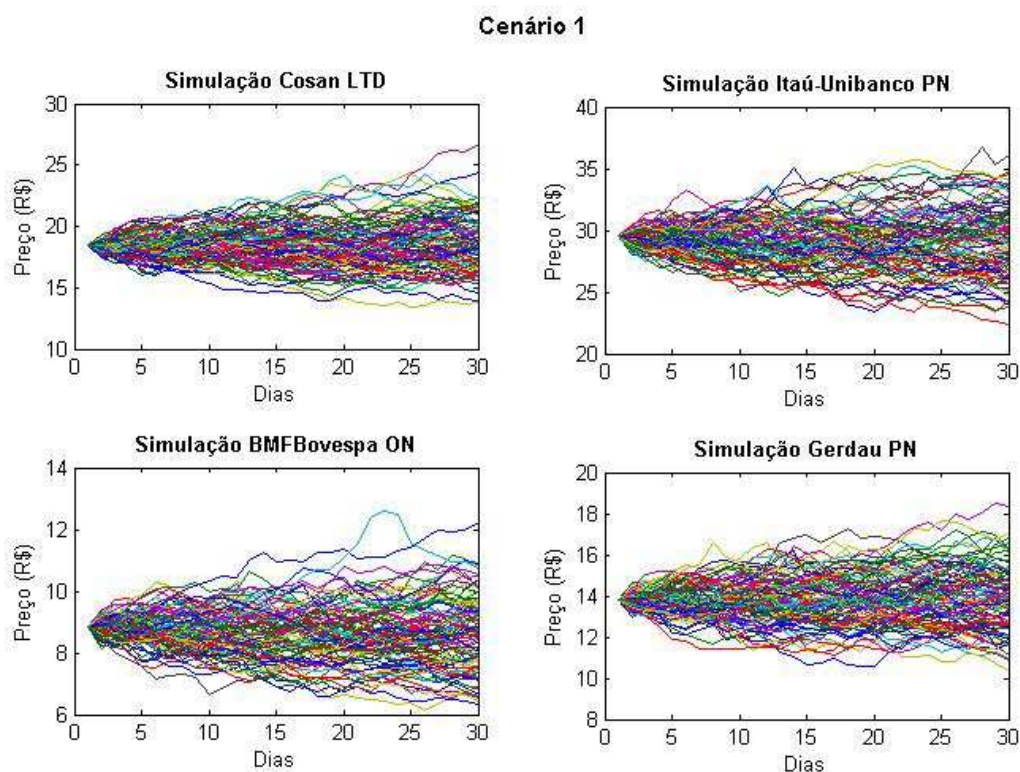 Cenário 1
Simulação Cosan LTD
30
25
20
15
10
Preço (R$)
0 5 10 15 20 25 30
Dias
Simulação Itaú-Unibanco PN
40
35
30
25
20
Preço (R$)
0 5 10 15 20 25 30
Dias
Simulação BMFBovespa ON
14
12
10
8
6
Preço (R$)
0 5 10 15 20 25 30
Dias
Simulação Gerdau PN
20
18
16
14
12
10
8
Preço (R$)
0 5 10 15 20 25 30
Dias